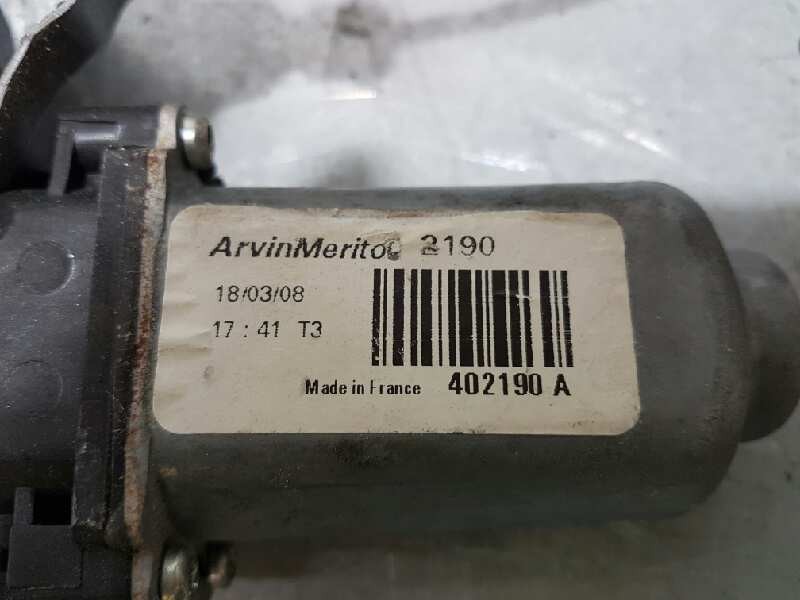 ArvinMeritor 2190
18/03/08
17 : 41 T3
Made in France 402190 A